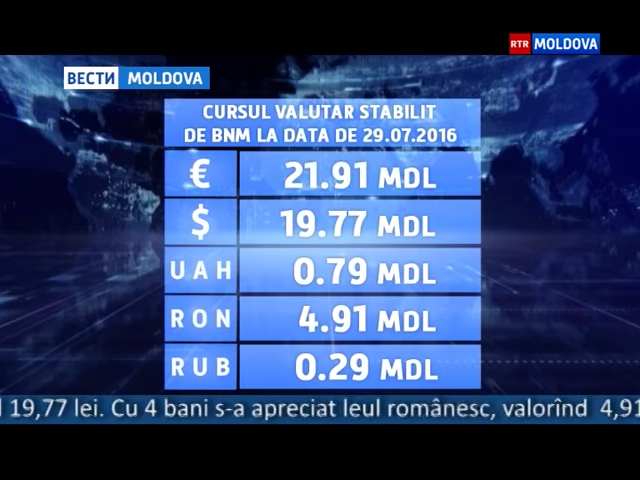 RTR MOLDOVA
ВЕСТИ MOLDOVA
CURSUL VALUTAR STABILIT
DE BNM LA DATA DE 29.07.2016
€ 21.91 MDL
$ 19.77 MDL
UAH 0.79 MDL
RON 4.91 MDL
RUB 0.29 MDL
19,77 lei. Cu 4 bani s-a apreciat leul românesc, valorînd 4,91